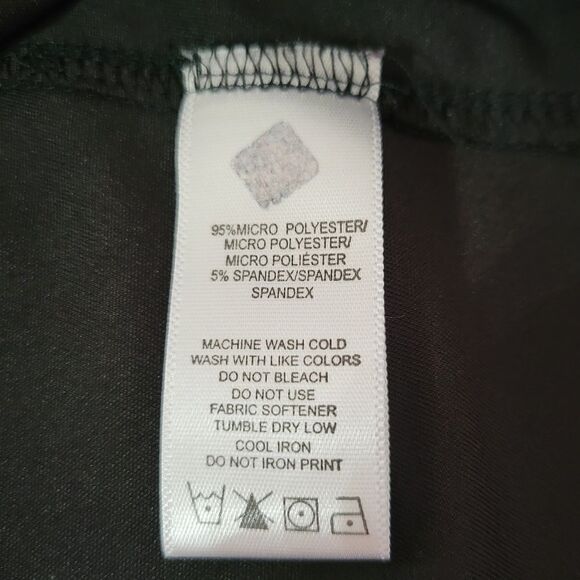 95%MICRO POLYESTER/
MICRO POLYESTER/
MICRO POLIÉSTER
5% SPANDEX/SPANDEX
SPANDEX
MACHINE WASH COLD
WASH WITH LIKE COLORS
DO NOT BLEACH
DO NOT USE
FABRIC SOFTENER
TUMBLE DRY LOW
COOL IRON
DO NOT IRON PRINT